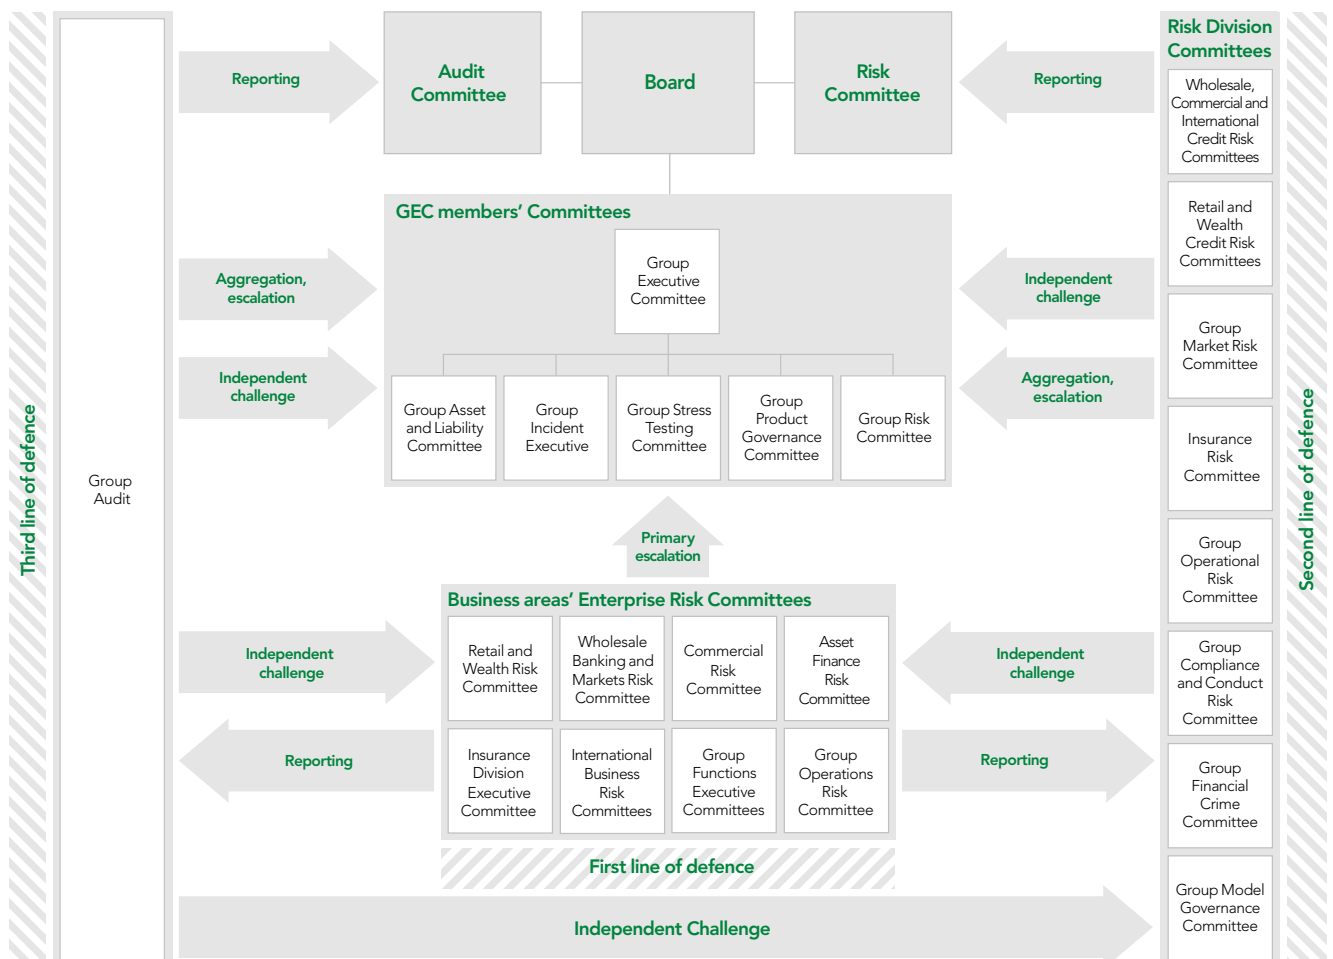 Third line of defence
Group
Audit
Reporting
Audit
Committee
Board
Risk
Committee
Reporting
GEC members’ Committees
Group
Executive
Committee
Aggregation,
escalation
Independent
challenge
Independent
challenge
Aggregation,
escalation
Group Asset
and Liability
Committee
Group
Incident
Executive
Group Stress
Testing
Committee
Group
Product
Governance
Committee
Group Risk
Committee
Primary
escalation
Business areas’ Enterprise Risk Committees
Retail and
Wealth Risk
Committee
Wholesale
Banking and
Markets Risk
Committee
Commercial
Risk
Committee
Asset
Finance
Risk
Committee
Insurance
Division
Executive
Committee
International
Business
Risk
Committees
Group
Functions
Executive
Committees
Group
Operations
Risk
Committee
Independent
challenge
Reporting
Independent
challenge
Reporting
First line of defence
Independent Challenge
Risk Division
Committees
Wholesale,
Commercial and
International
Credit Risk
Committees
Retail and
Wealth
Credit Risk
Committees
Group
Market Risk
Committee
Insurance
Risk
Committee
Group
Operational
Risk
Committee
Group
Compliance
and Conduct
Risk
Committee
Group
Financial
Crime
Committee
Group Model
Governance
Committee
Second line of defence